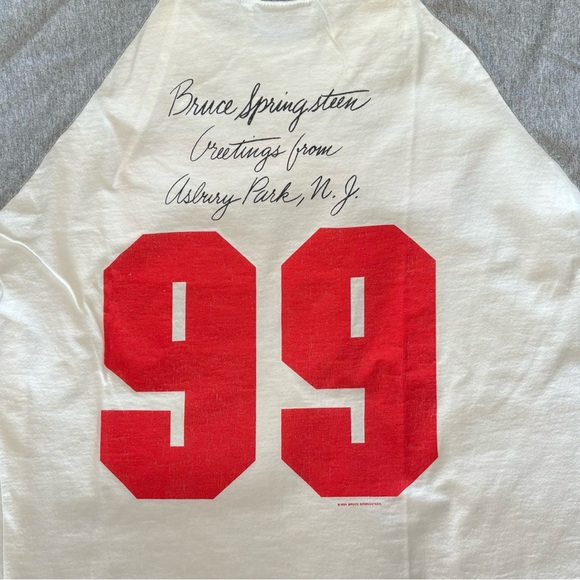 Bruce Springsteen
Greetings from
Asbury Park, N.J.
99